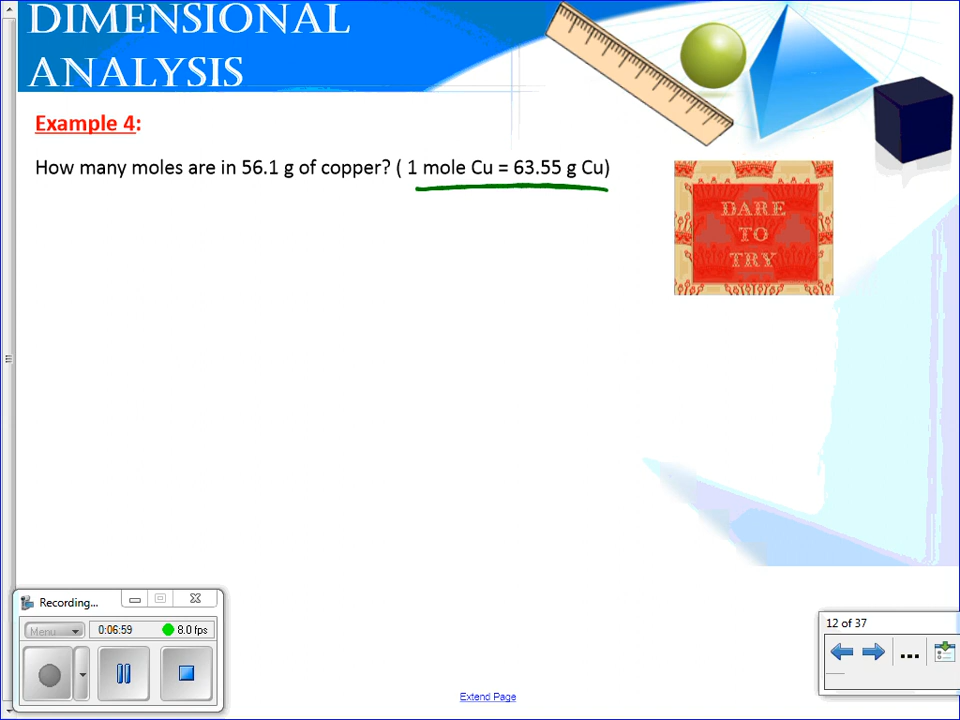 DIMENSIONAL
ANALYSIS
Example 4:
How many moles are in 56.1 g of copper? ( 1 mole Cu = 63.55 g Cu)
DARE
TO
TRY
Recording...
Menu
0:06:59
8.0 fps
12 of 37
...
Extend Page